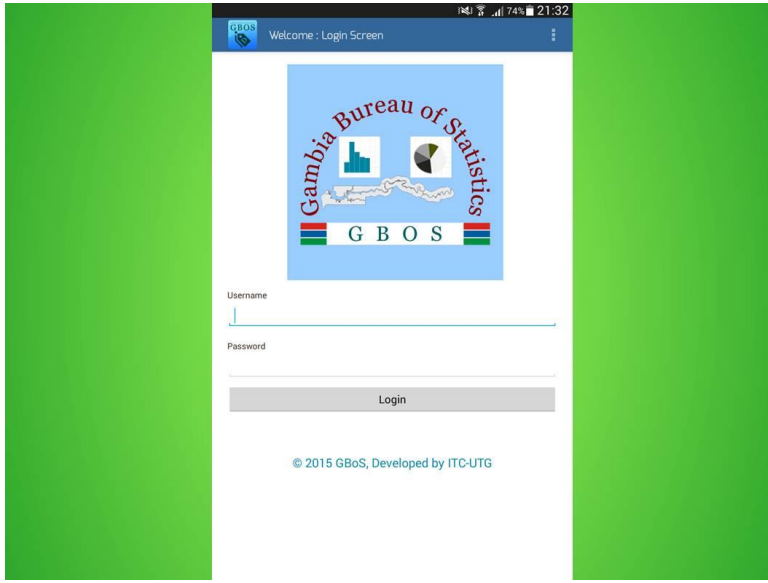 74% 21:32
GBOS
Welcome : Login Screen
Gambia Bureau of Statistics
G B O S
Username
Password
Login
© 2015 GBoS, Developed by ITC-UTG